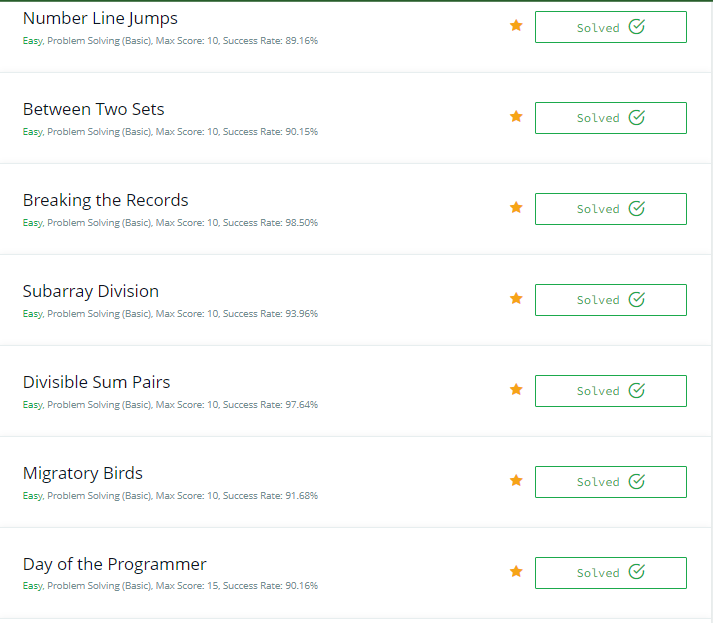 Number Line Jumps
Solved
Easy, Problem Solving (Basic), Max Score: 10, Success Rate: 89.16%
Between Two Sets
Solved
Easy, Problem Solving (Basic), Max Score: 10, Success Rate: 90.15%
Breaking the Records
Solved
Easy, Problem Solving (Basic), Max Score: 10, Success Rate: 98.50%
Subarray Division
Solved
Easy, Problem Solving (Basic), Max Score: 10, Success Rate: 93.96%
Divisible Sum Pairs
Solved
Easy, Problem Solving (Basic), Max Score: 10, Success Rate: 97.64%
Migratory Birds
Solved
Easy, Problem Solving (Basic), Max Score: 10, Success Rate: 91.68%
Day of the Programmer
Solved
Easy, Problem Solving (Basic), Max Score: 15, Success Rate: 90.16%